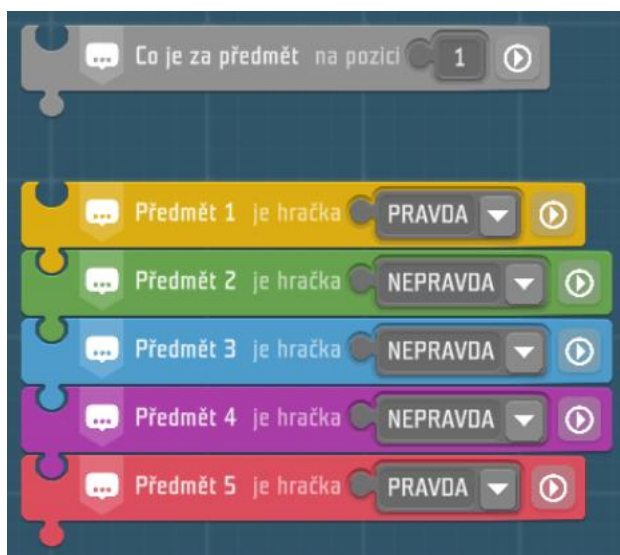 Co je za předmět na pozici 1
Předmět 1 je hračka PRAVDA
Předmět 2 je hračka NEPRAVDA
Předmět 3 je hračka NEPRAVDA
Předmět 4 je hračka NEPRAVDA
Předmět 5 je hračka PRAVDA